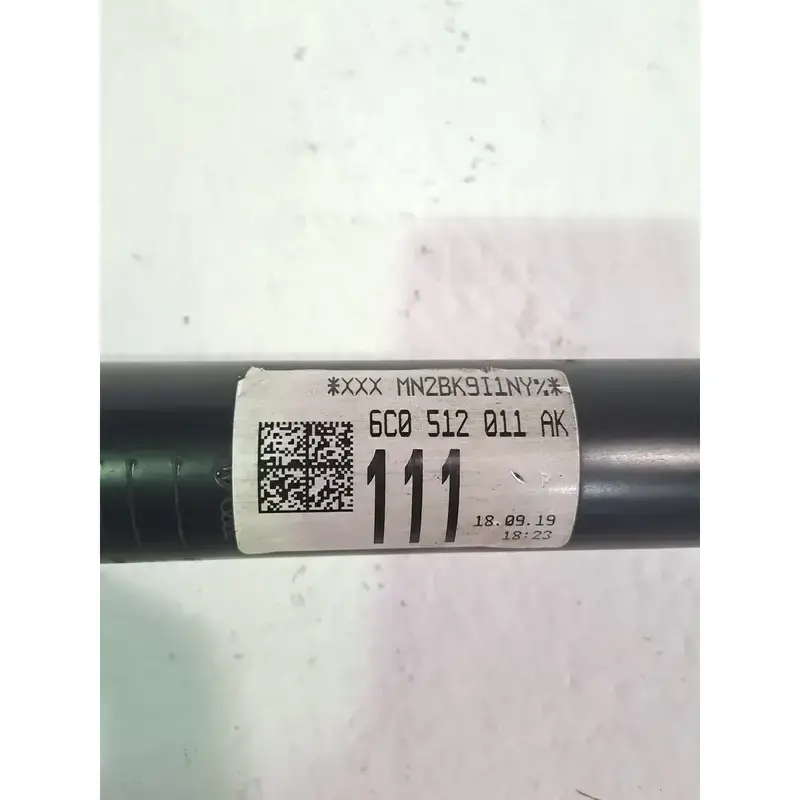 *XXX MN2BK9I1NY%*
6C0 512 011 AK
111
18.09.19
18:23